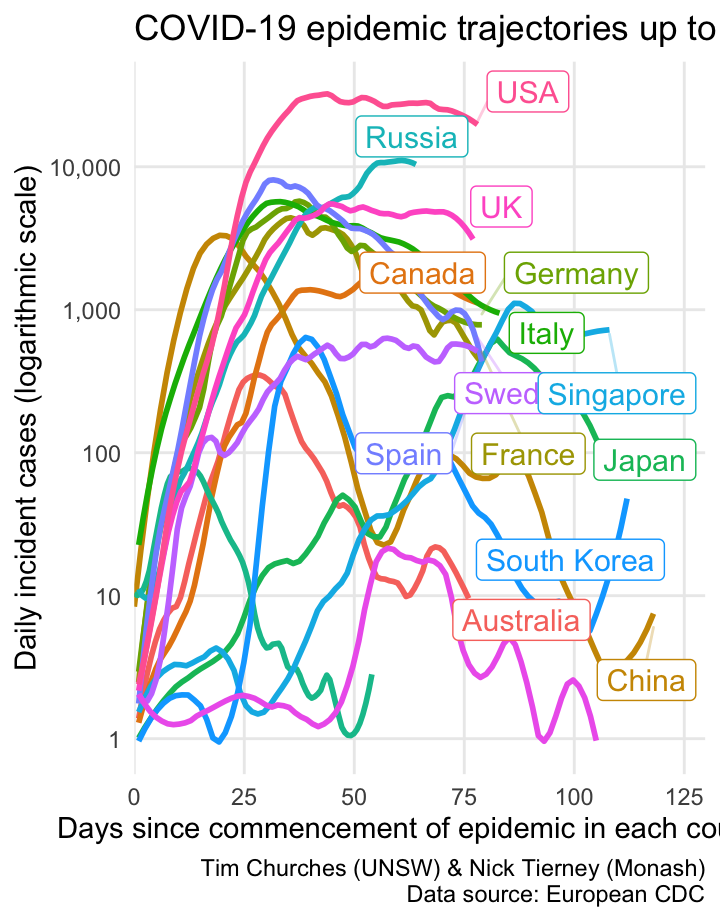 COVID-19 epidemic trajectories up to
Daily incident cases (logarithmic scale)
10,000
1,000
100
10
1
USA
Russia
UK
Canada
Germany
Italy
Swed
Singapore
Spain
France
Japan
South Korea
Australia
China
0 25 50 75 100 125
Days since commencement of epidemic in each cou
Tim Churches (UNSW) & Nick Tierney (Monash)
Data source: European CDC